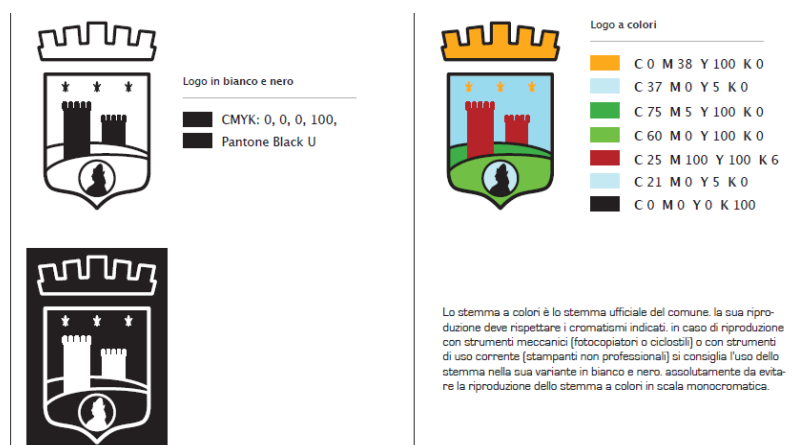 Logo in bianco e nero
CMYK: 0, 0, 0, 100,
Pantone Black U
Logo a colori
C 0 M 38 Y 100 K 0
C 37 M 0 Y 5 K 0
C 75 M 5 Y 100 K 0
C 60 M 0 Y 100 K 0
C 25 M 100 Y 100 K 6
C 21 M 0 Y 5 K 0
C 0 M 0 Y 0 K 100
Lo stemma a colori è lo stemma ufficiale del comune. la sua ripro-
duzione deve rispettare i cromatismi indicati. in caso di riproduzione
con strumenti meccanici (fotocopiatori o ciclostili) o con strumenti
di uso corrente (stampanti non professionali) si consiglia l'uso dello
stemma nella sua variante in bianco e nero. assolutamente da evita-
re la riproduzione dello stemma a colori in scala monocromatica.